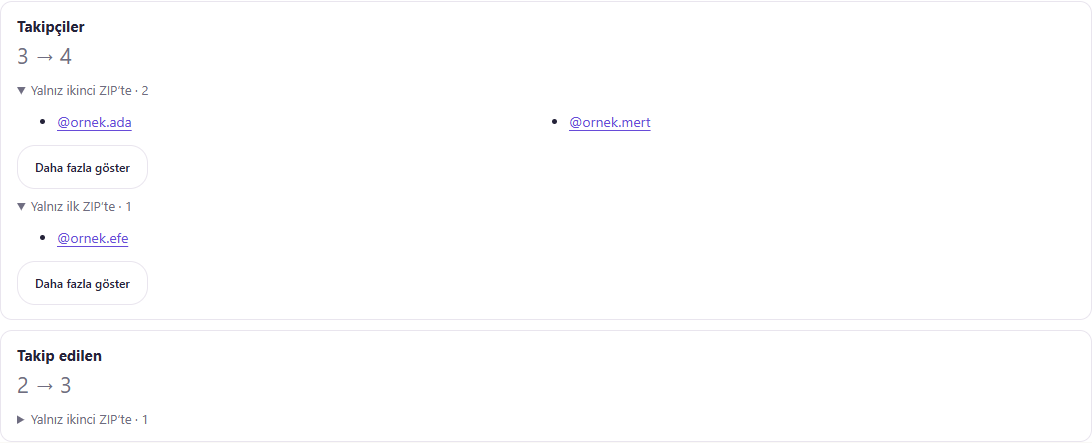 Takipçiler
3 → 4
▼ Yalnız ikinci ZIP’te · 2
• @ornek.ada
• @ornek.mert
Daha fazla göster
▼ Yalnız ilk ZIP’te · 1
• @ornek.efe
Daha fazla göster
Takip edilen
2 → 3
▶ Yalnız ikinci ZIP’te · 1